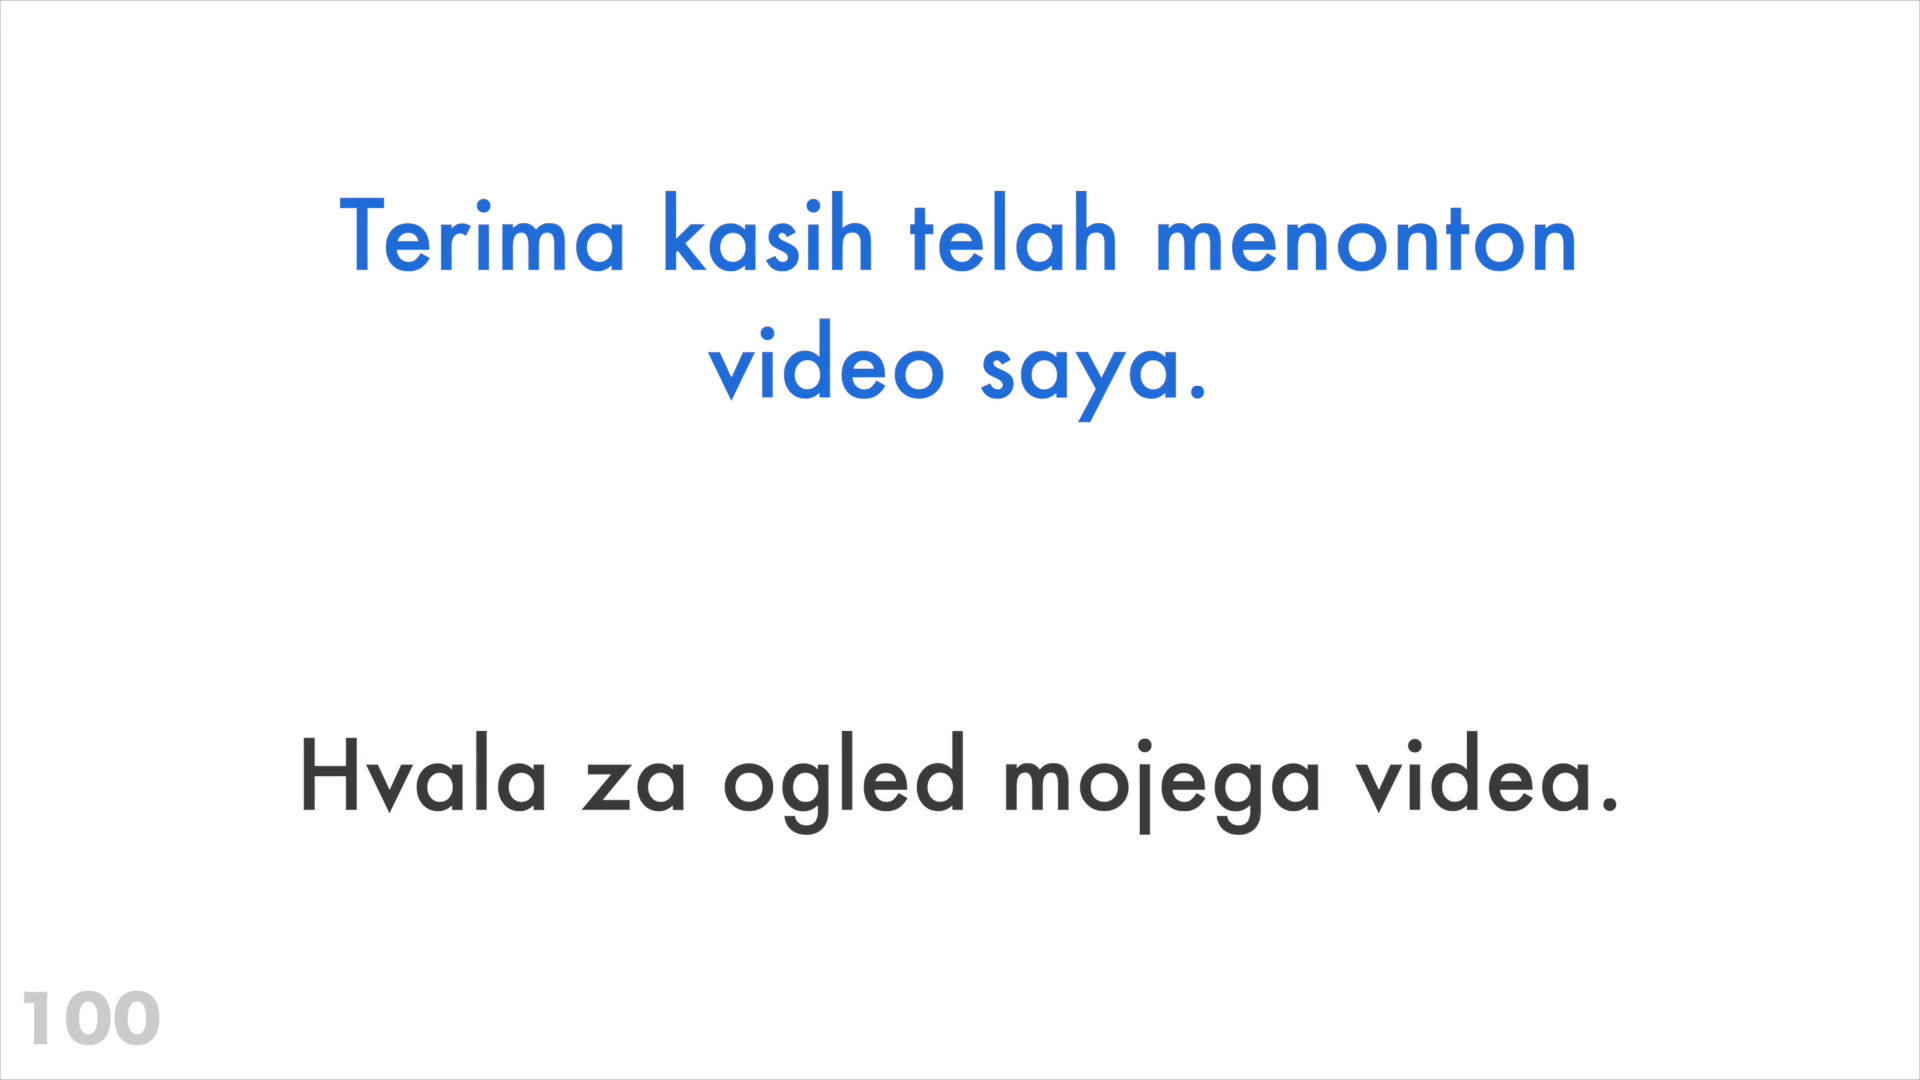 Terima kasih telah menonton
video saya.
Hvala za ogled mojega videa.
100